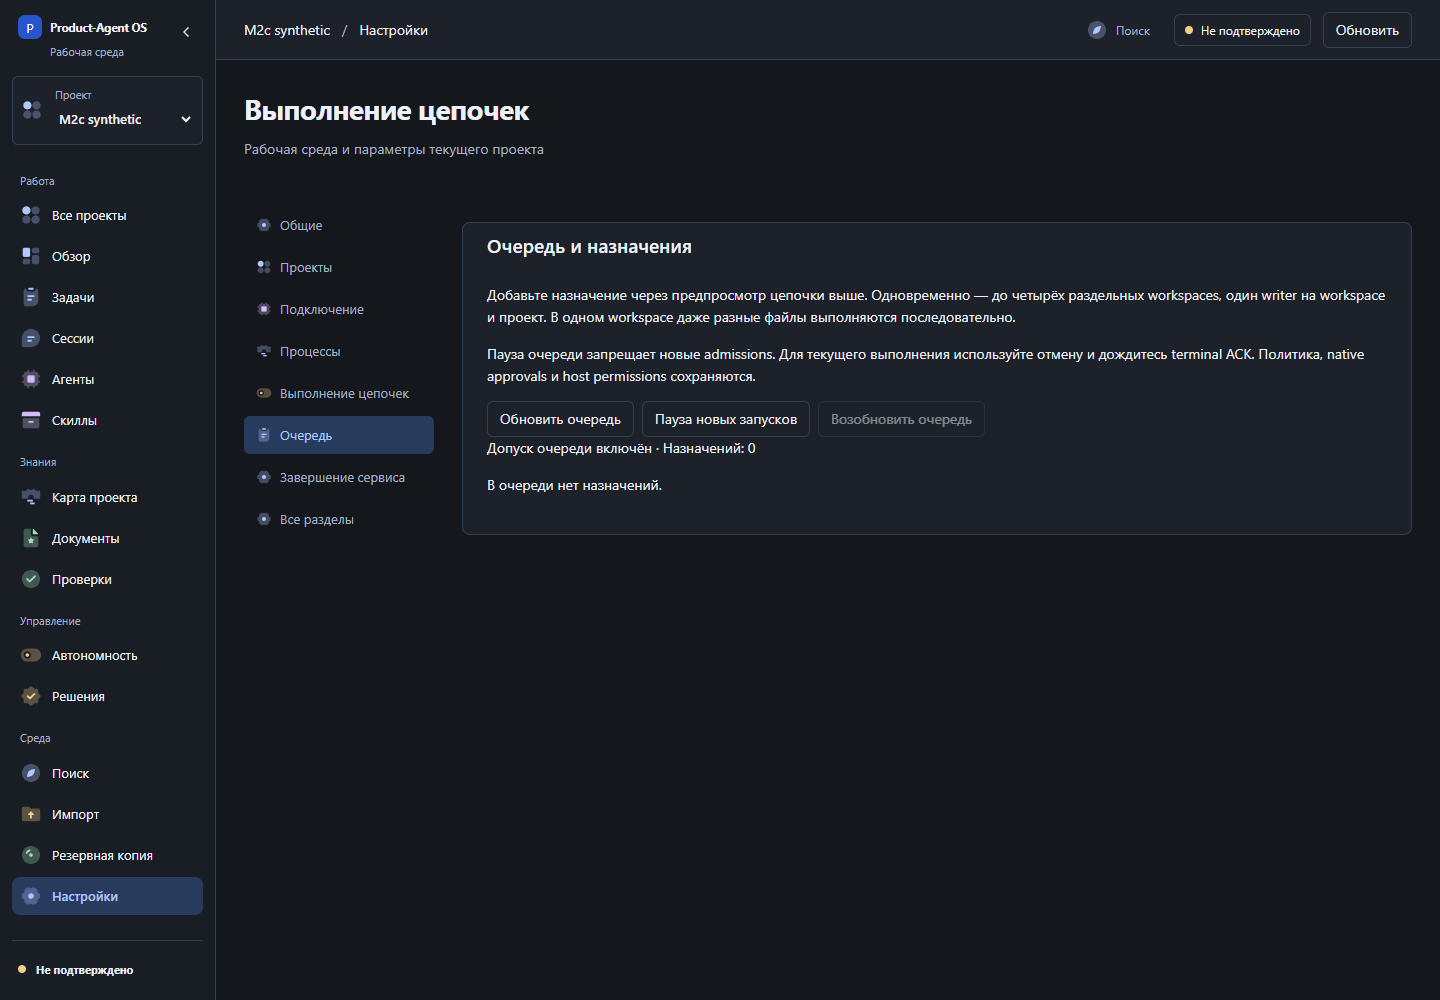 P
Product-Agent OS
Рабочая среда
Проект
M2c synthetic
Работа
Все проекты
Обзор
Задачи
Сессии
Агенты
Скиллы
Знания
Карта проекта
Документы
Проверки
Управление
Автономность
Решения
Среда
Поиск
Импорт
Резервная копия
Настройки
Не подтверждено
M2c synthetic / Настройки
Поиск
Не подтверждено
Обновить
Выполнение цепочек
Рабочая среда и параметры текущего проекта
Общие
Проекты
Подключение
Процессы
Выполнение цепочек
Очередь
Завершение сервиса
Все разделы
Очередь и назначения
Добавьте назначение через предпросмотр цепочки выше. Одновременно — до четырёх раздельных workspaces, один writer на workspace
и проект. В одном workspace даже разные файлы выполняются последовательно.
Пауза очереди запрещает новые admissions. Для текущего выполнения используйте отмену и дождитесь terminal ACK. Политика, native
approvals и host permissions сохраняются.
Обновить очередь
Пауза новых запусков
Возобновить очередь
Допуск очереди включён · Назначений: 0
В очереди нет назначений.